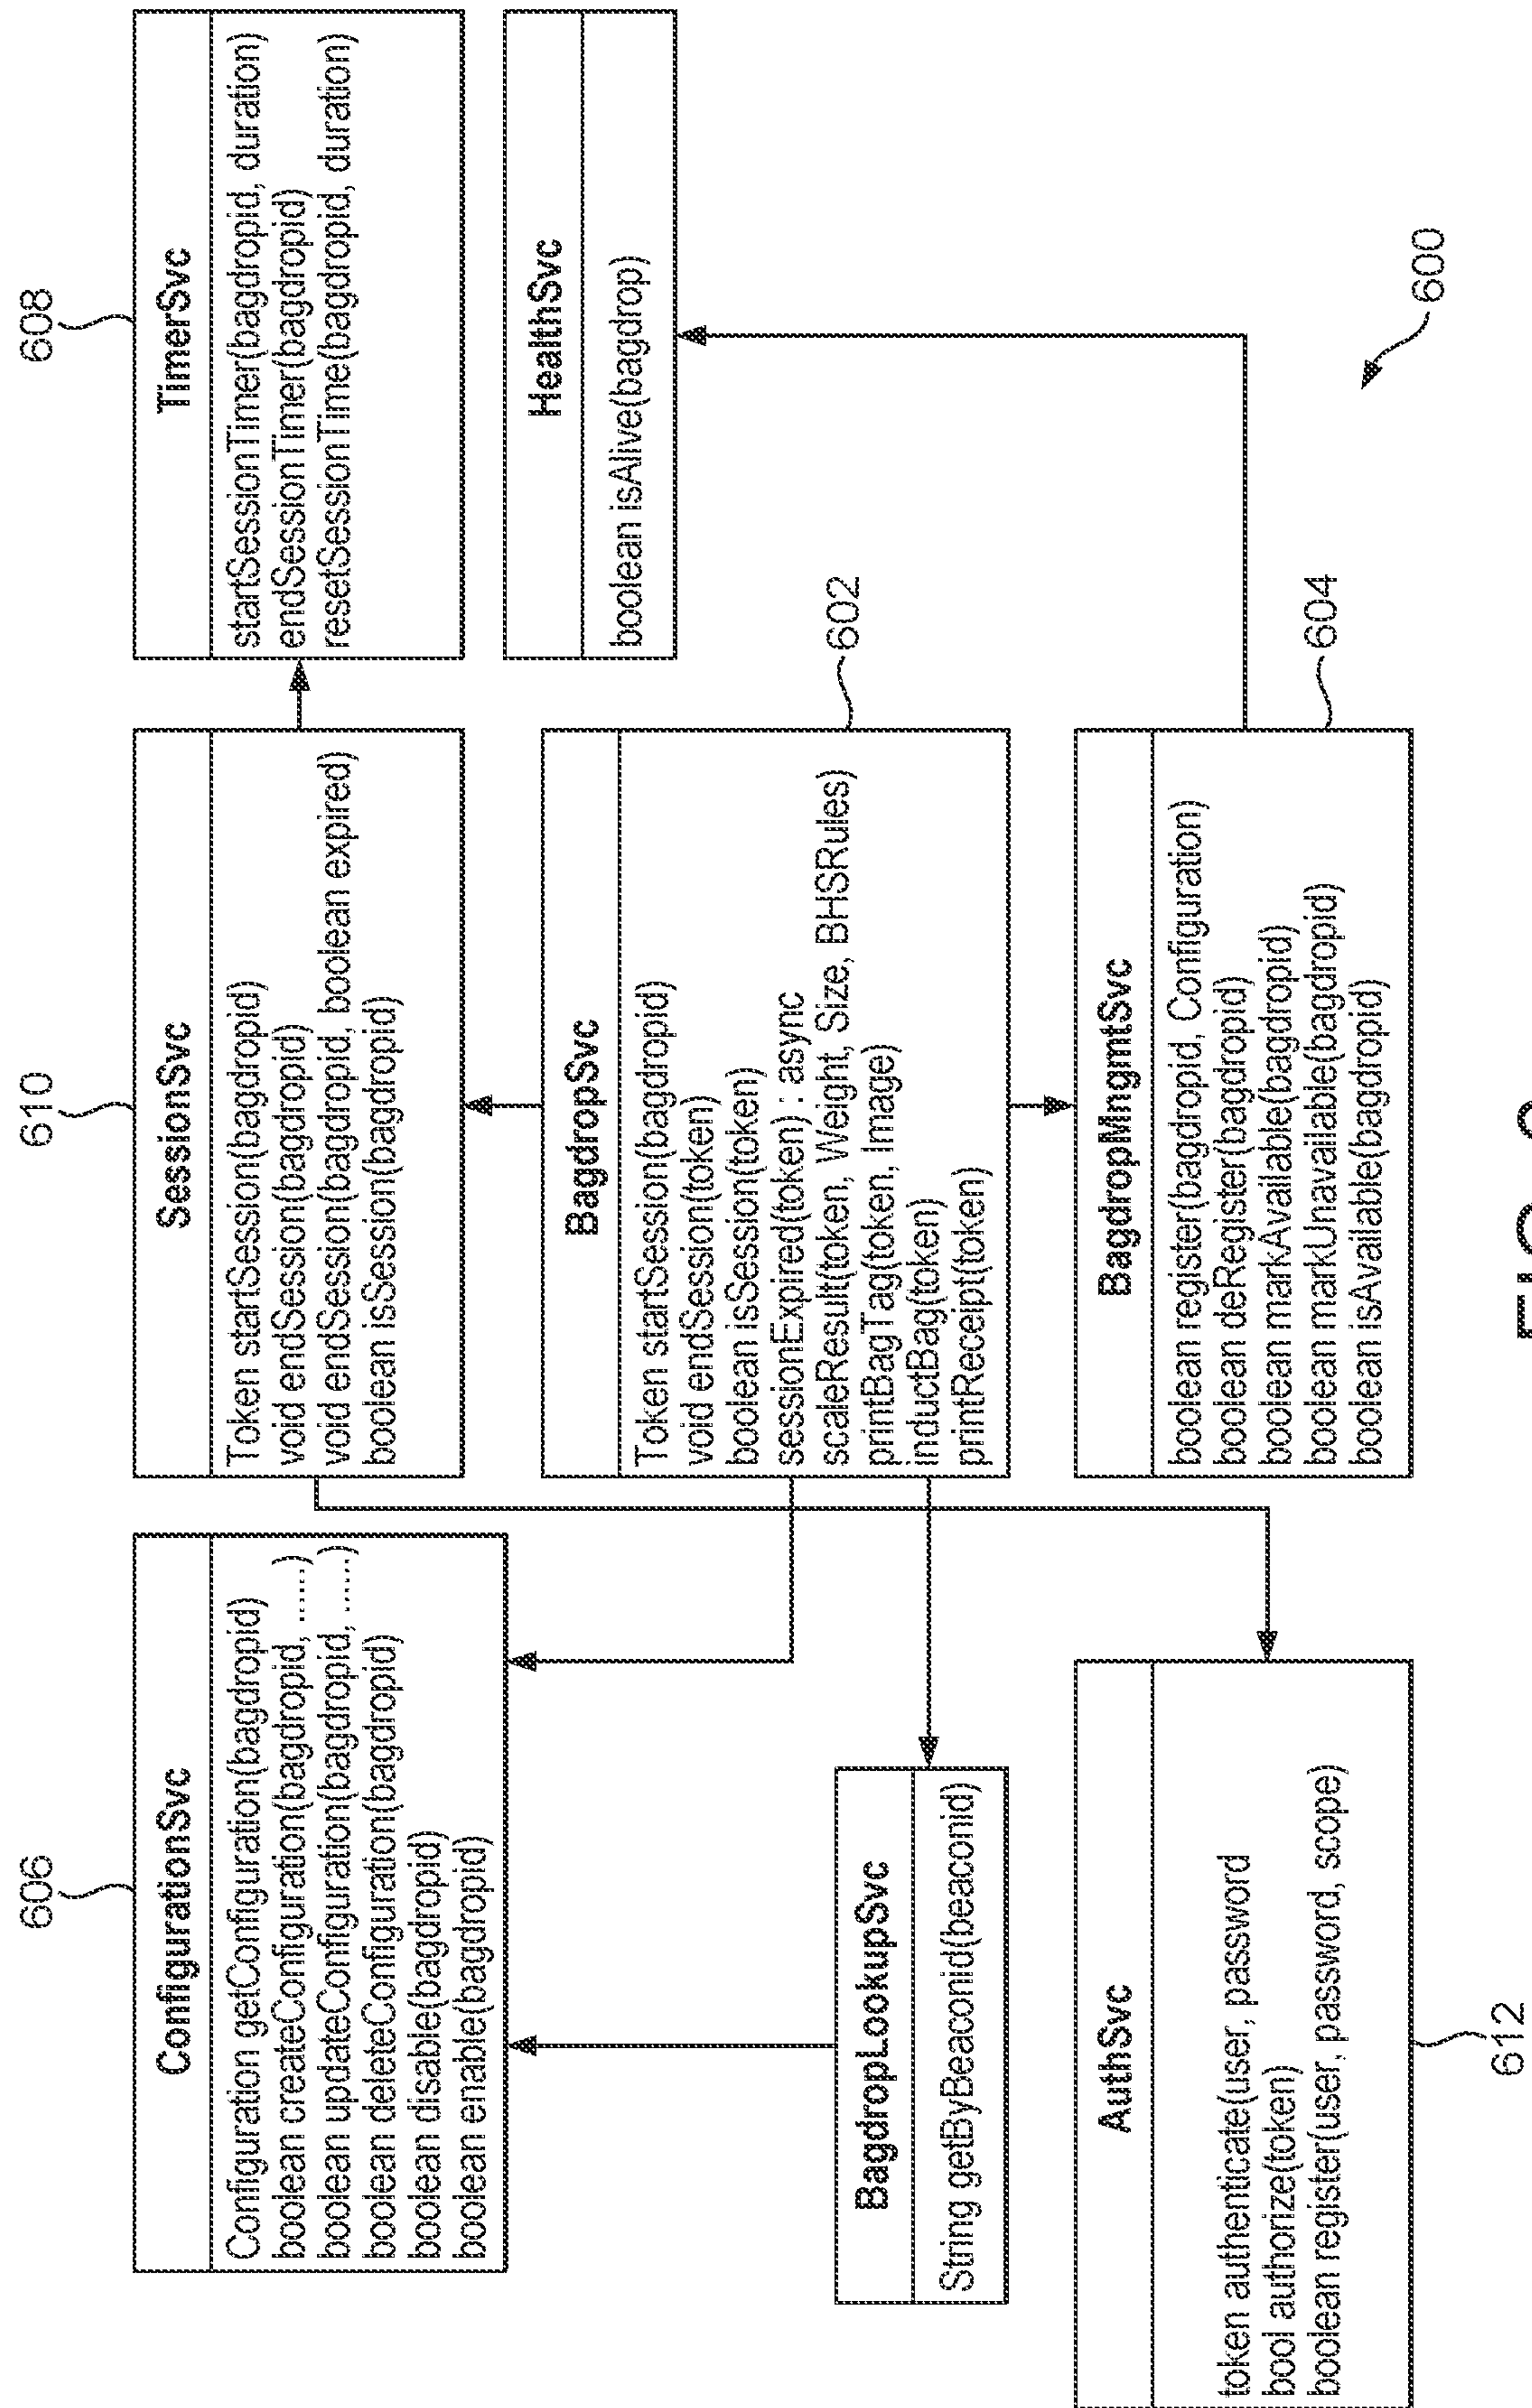 606
ConfigurationSvc
Configuration getConfiguration(bagdropid)
boolean createConfiguration(bagdropid, ......)
boolean updateConfiguration(bagdropid, ......)
boolean deleteConfiguration(bagdropid)
boolean disable(bagdropid)
boolean enable(bagdropid)
610
SessionSvc
Token startSession(bagdropid)
void endSession(bagdropid)
void endSession(bagdropid, boolean expired)
boolean isSession(bagdropid)
608
TimerSvc
startSessionTimer(bagdropid, duration)
endSessionTimer(bagdropid)
resetSessionTime(bagdropid, duration)
HealthSvc
boolean isAlive(bagdrop)
BagdropSvc
Token startSession(bagdropid)
void endSession(token)
boolean isSession(token)
sessionExpired(token) : async
scaleResult(token, Weight, Size, BHSRules)
printBagTag(token, Image)
inductBag(token)
printReceipt(token)
602
BagdropLookupSvc
String getByBeaconid(beaconid)
AuthSvc
token authenticate(user, password
bool authorize(token)
boolean register(user, password, scope)
612
BagdropMngmtSvc
boolean register(bagdropid, Configuration)
boolean deRegister(bagdropid)
boolean markAvailable(bagdropid)
boolean markUnavailable(bagdropid)
boolean isAvailable(bagdropid)
604
600